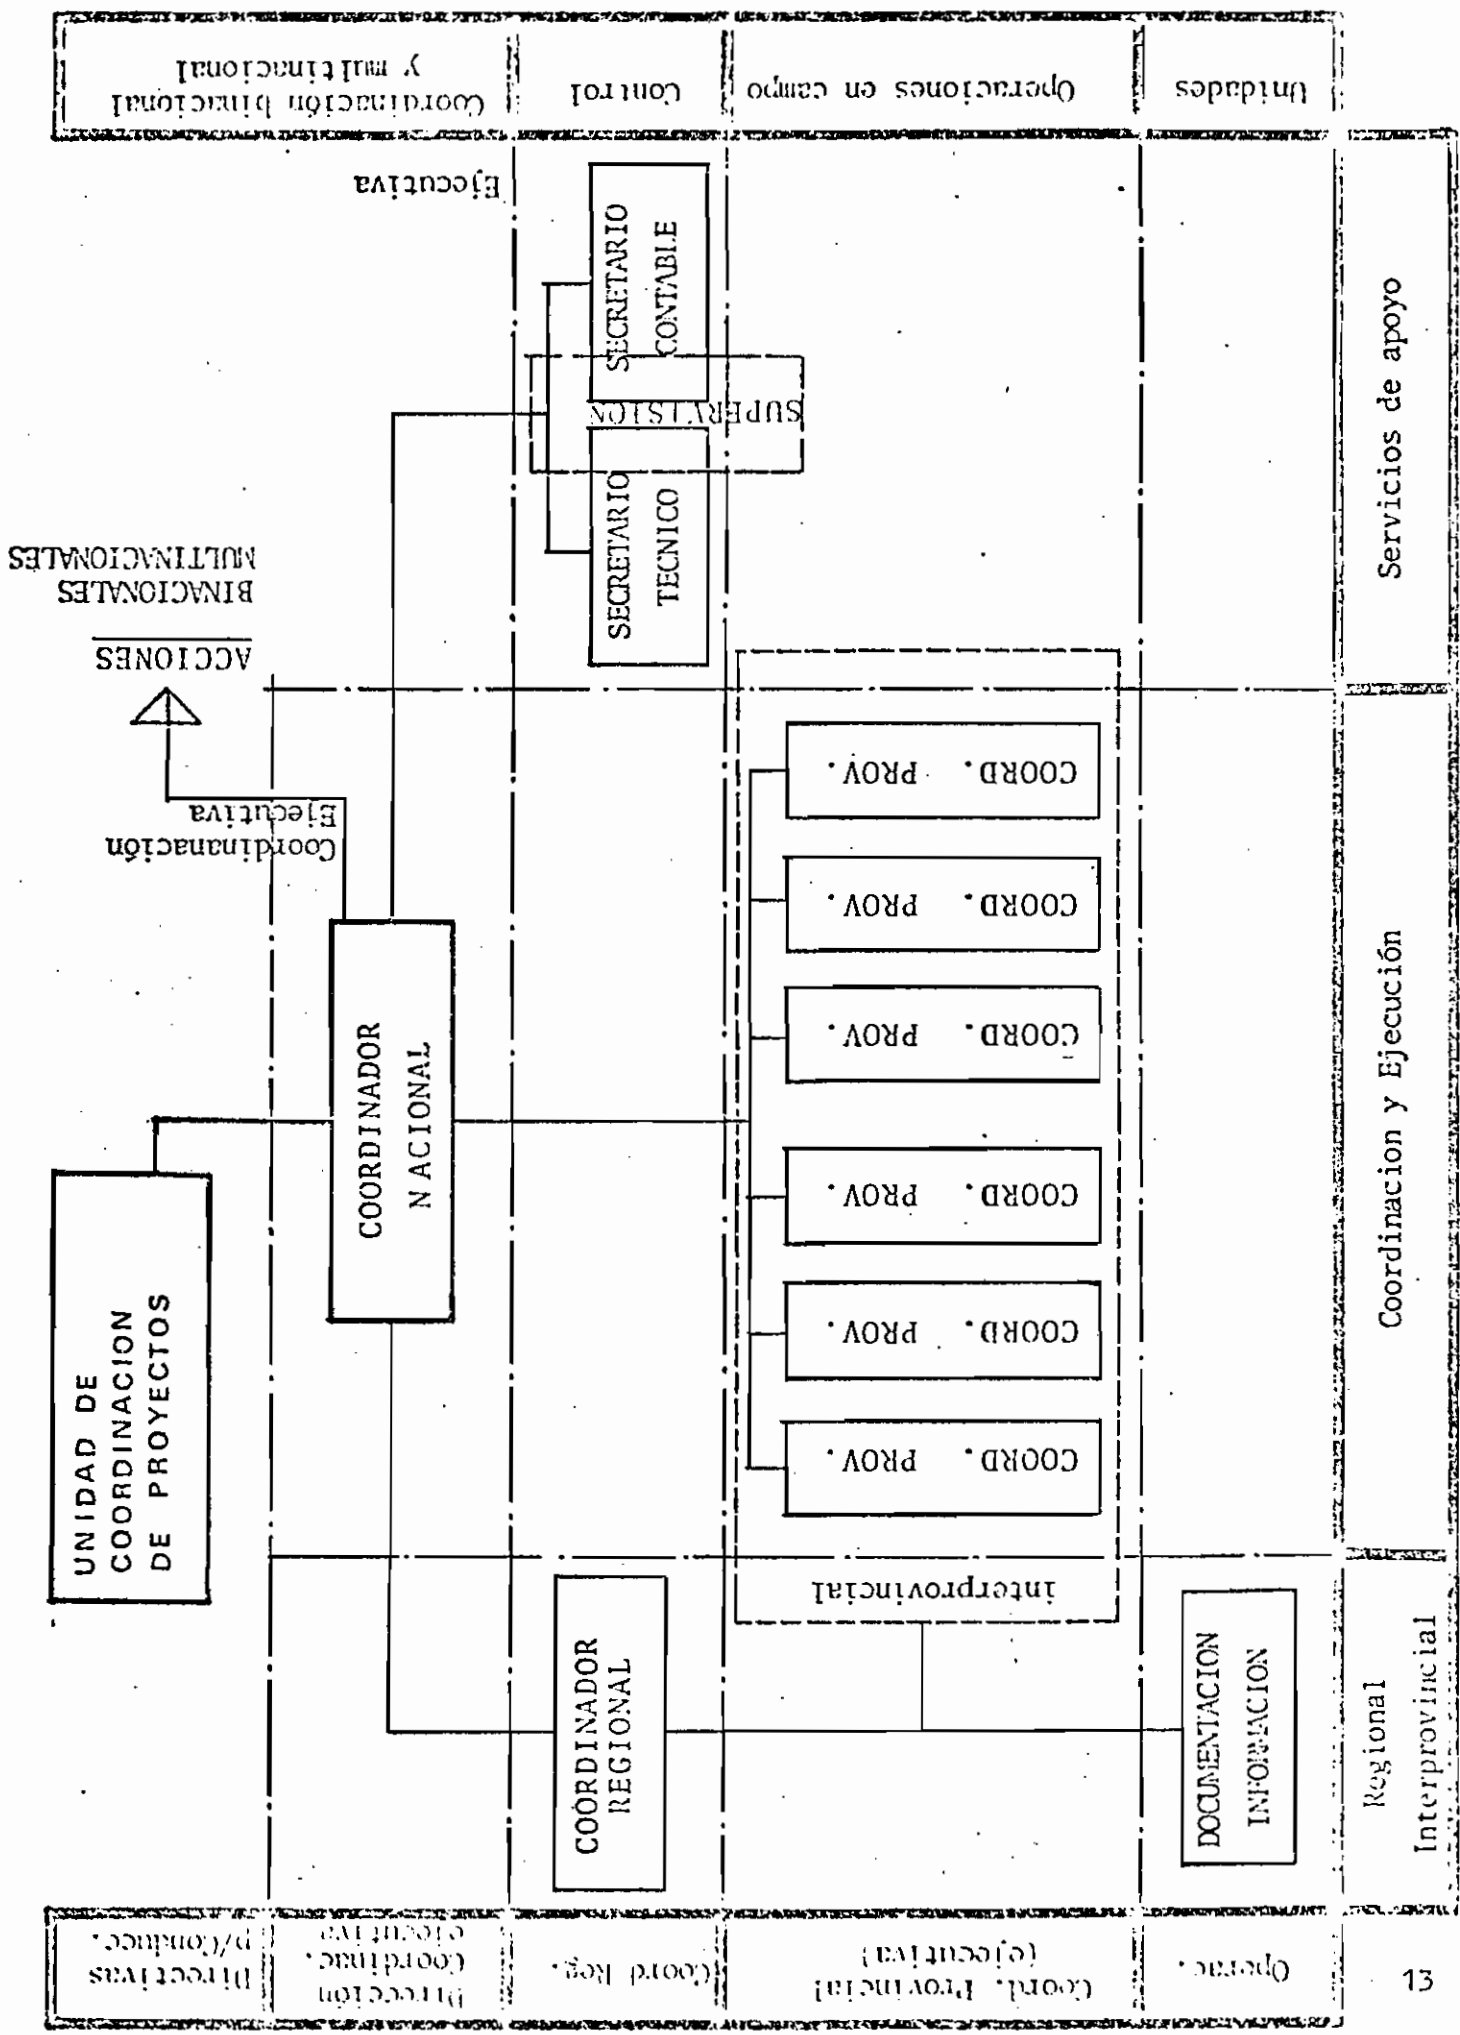 UNIDAD DE
COORDINACION
DE PROYECTOS
ACCIONES
BINACIONALES
MULTINACIONALES
Coordinanación
Ejecutiva
COORDINADOR
NACIONAL
Ejecutiva
COORDINADOR
REGIONAL
SECRETARIO
TECNICO
SUPERVISION
SECRETARIO
CONTABLE
interprovincial
COORD. PROV.
COORD. PROV.
COORD. PROV.
COORD. PROV.
COORD. PROV.
COORD. PROV.
DOCUMENTACION
INFORMACION
Directivas
p/Conducc.
Dirección
Coordinac.
ejecutiva
Coord Reg.
Coord. Provincial
(ejecutiva)
Operac.
Coordinación binacional
y multinacional
Control
Operaciones en campo
Unidades
Regional
Interprovincial
Coordinacion y Ejecución
Servicios de apoyo
13